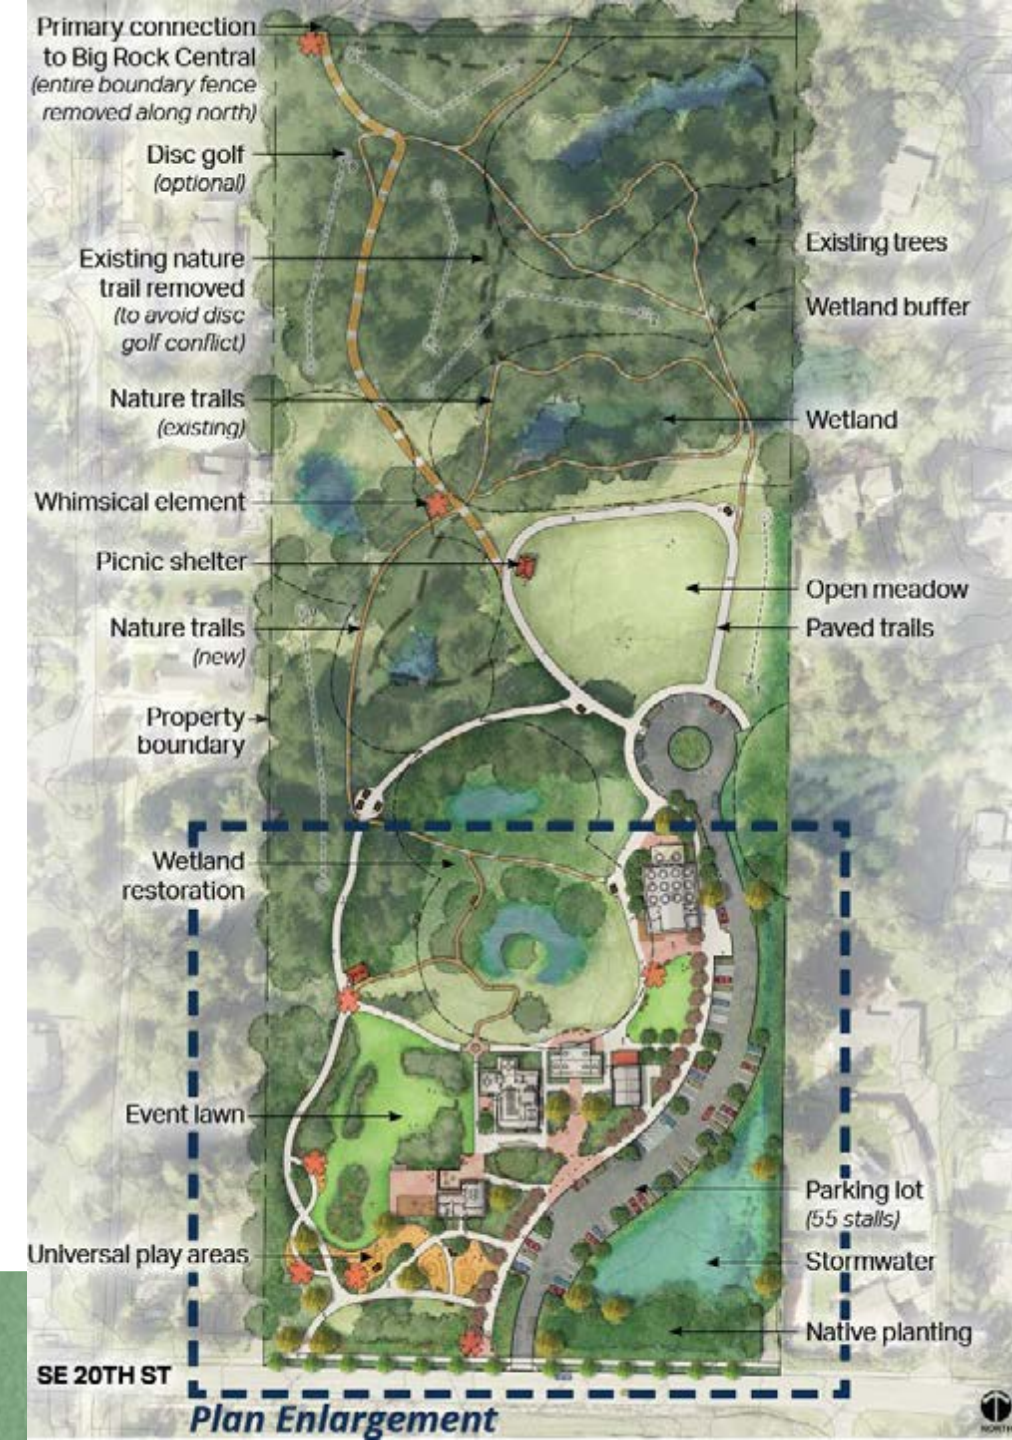 Primary connection
to Big Rock Central
(entire boundary fence
removed along north)
Disc golf
(optional)
Existing nature
trail removed
(to avoid disc
golf conflict)
Nature trails
(existing)
Whimsical element
Picnic shelter
Nature trails
(new)
Property
boundary
Wetland
restoration
Event lawn
Universal play areas
Existing trees
Wetland buffer
Wetland
Open meadow
Paved trails
Parking lot
(55 stalls)
Stormwater
Native planting
SE 20TH ST
Plan Enlargement
NORTH